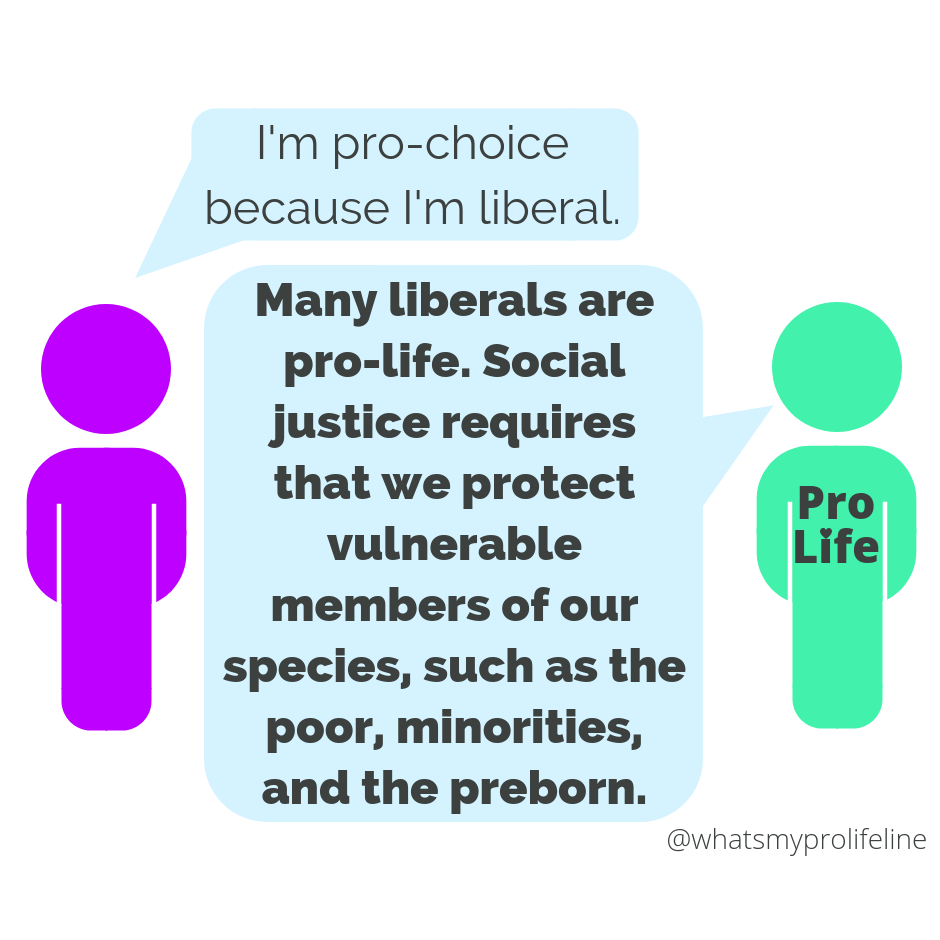 I'm pro-choice
because I'm liberal.
Many liberals are
pro-life. Social
justice requires
that we protect
vulnerable
members of our
species, such as the
poor, minorities,
and the preborn.
Pro
Life
@whatsmyprolifeline